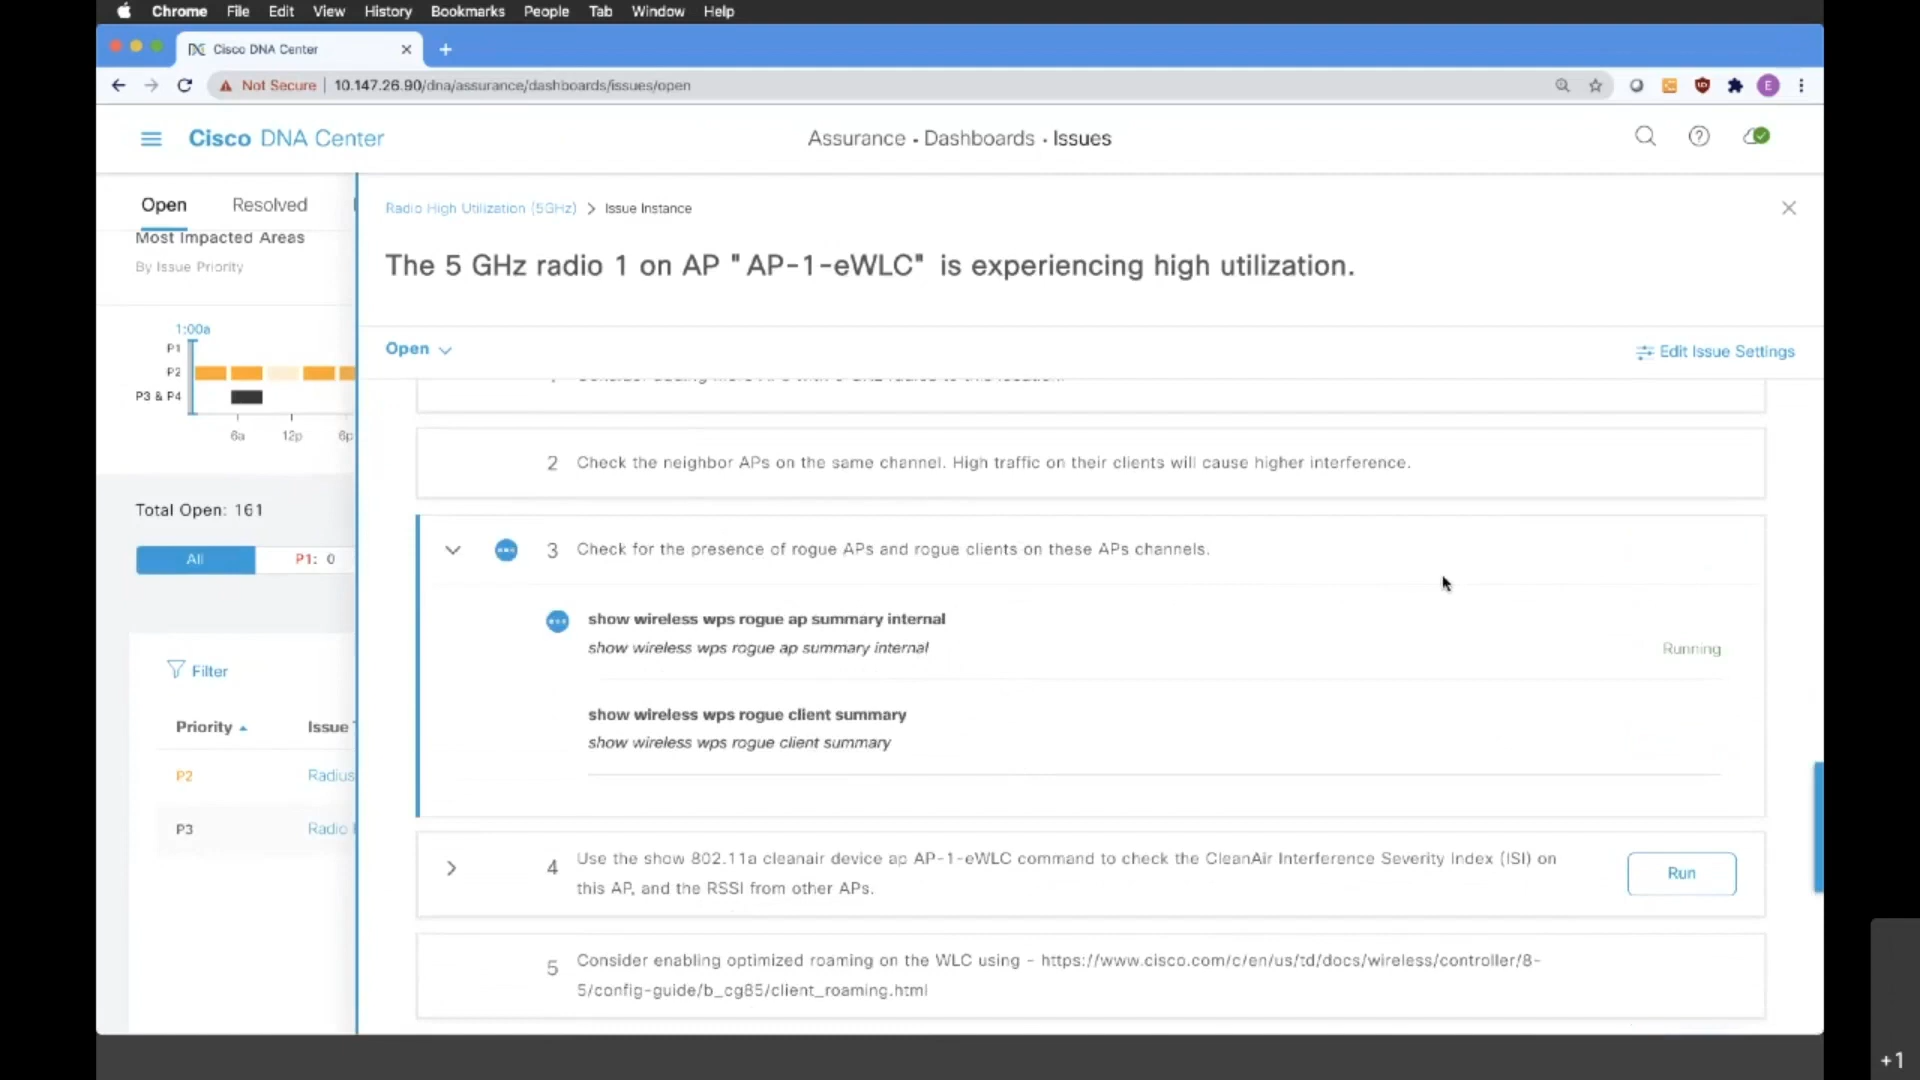 Chrome File Edit View History Bookmarks People Tab Window Help
Cisco DNA Center
Not Secure | 10.147.26.90/dna/assurance/dashboards/issues/open
E
Cisco DNA Center
Assurance • Dashboards • Issues
Open Resolved
Most Impacted Areas
By Issue Priority
1:00a
P1
P2
P3 & P4
6a 12p 6p
Total Open: 161
All P1: 0
Filter
Priority Issue
P2 Radius
P3 Radio
Radio High Utilization (5GHz) > Issue Instance
The 5 GHz radio 1 on AP "AP-1-eWLC" is experiencing high utilization.
Open
Edit Issue Settings
2 Check the neighbor APs on the same channel. High traffic on their clients will cause higher interference.
3 Check for the presence of rogue APs and rogue clients on these APs channels.
show wireless wps rogue ap summary internal
show wireless wps rogue ap summary internal
Running
show wireless wps rogue client summary
show wireless wps rogue client summary
4 Use the show 802.11a cleanair device ap AP-1-eWLC command to check the CleanAir Interference Severity Index (ISI) on
this AP, and the RSSI from other APs.
Run
5 Consider enabling optimized roaming on the WLC using - https://www.cisco.com/c/en/us/td/docs/wireless/controller/8-
5/config-guide/b_cg85/client_roaming.html
+1